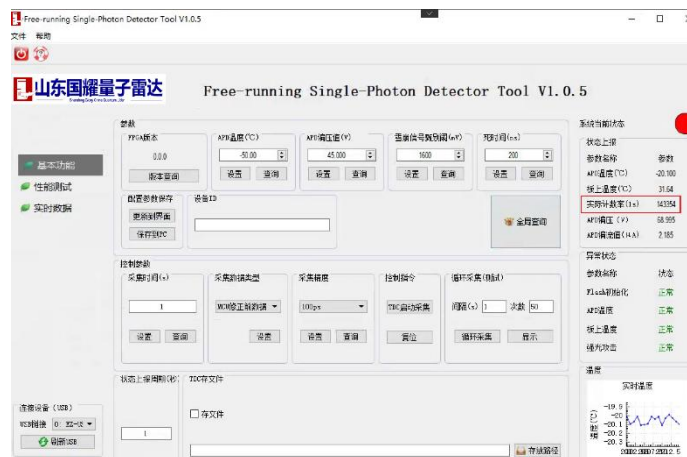 Free-running Single-Photon Detector Tool V1.0.5
文件 帮助
山东国耀量子雷达
Free-running Single-Photon Detector Tool V1.0.5
基本功能
性能测试
实时数据
连接设备 (USB)
USB链接
刷新USB
参数
FPGA版本
0.0.0
版本查询
APD温度(℃)
-50.00
设置 查询
APD偏压值(V)
45.000
设置 查询
雪崩信号甄别阈(mV)
1600
设置 查询
死时间(ns)
200
设置 查询
配置参数保存
更新到界面
保存到PC
设备ID
全局查询
控制参数
采集时间(s)
1
设置 查询
采集数据类型
设置
采集精度
100ps
设置 查询
控制指令
TDC启动采集
复位
循环采集(测试)
间隔(s) 1 次数 50
循环采集 显示
状态上报周期(秒)
1
TDC存文件
存文件
存放路径
系统当前状态
状态上报
参数名称 参数
APD温度(℃) -20.100
板上温度(℃) 31.64
实际计数率(1s) 143354
APD偏压 (V) 68.995
APD偏流值(uA) 2.185
异常状态
参数名称 状态
Flash初始化 正常
APD温度 正常
板上温度 正常
强光攻击 正常
温度
实时温度
-19.9
-20
-20.1
-20.2
-20.3